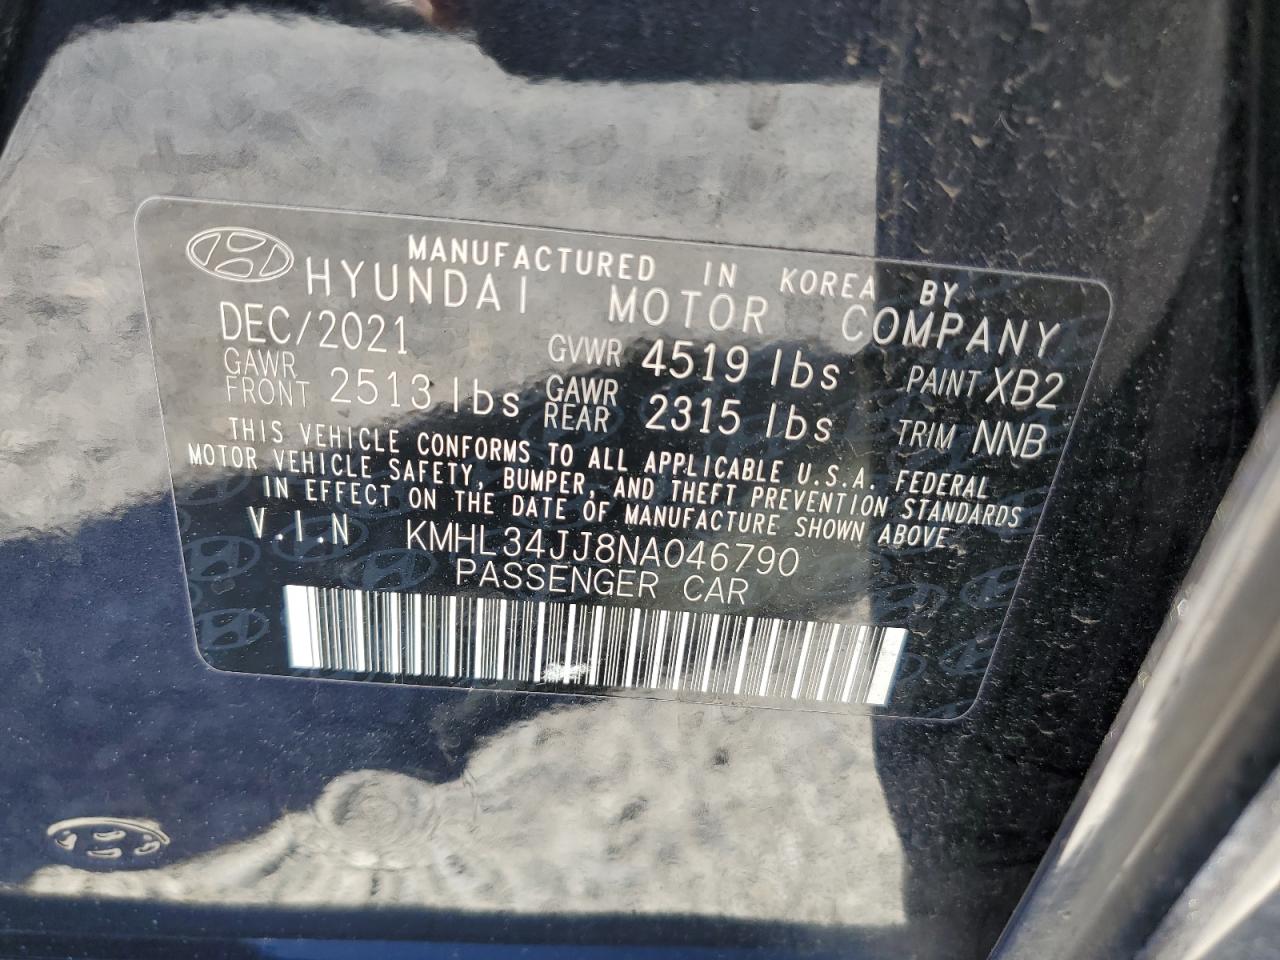 MANUFACTURED IN KOREA BY
HYUNDAI MOTOR COMPANY
DEC/2021 GVWR 4519 lbs PAINT XB2
GAWR FRONT 2513 lbs GAWR REAR 2315 lbs TRIM NNB
THIS VEHICLE CONFORMS TO ALL APPLICABLE U.S.A. FEDERAL
MOTOR VEHICLE SAFETY, BUMPER, AND THEFT PREVENTION STANDARDS
IN EFFECT ON THE DATE OF MANUFACTURE SHOWN ABOVE.
V.I.N KMHL34JJ8NA046790
PASSENGER CAR